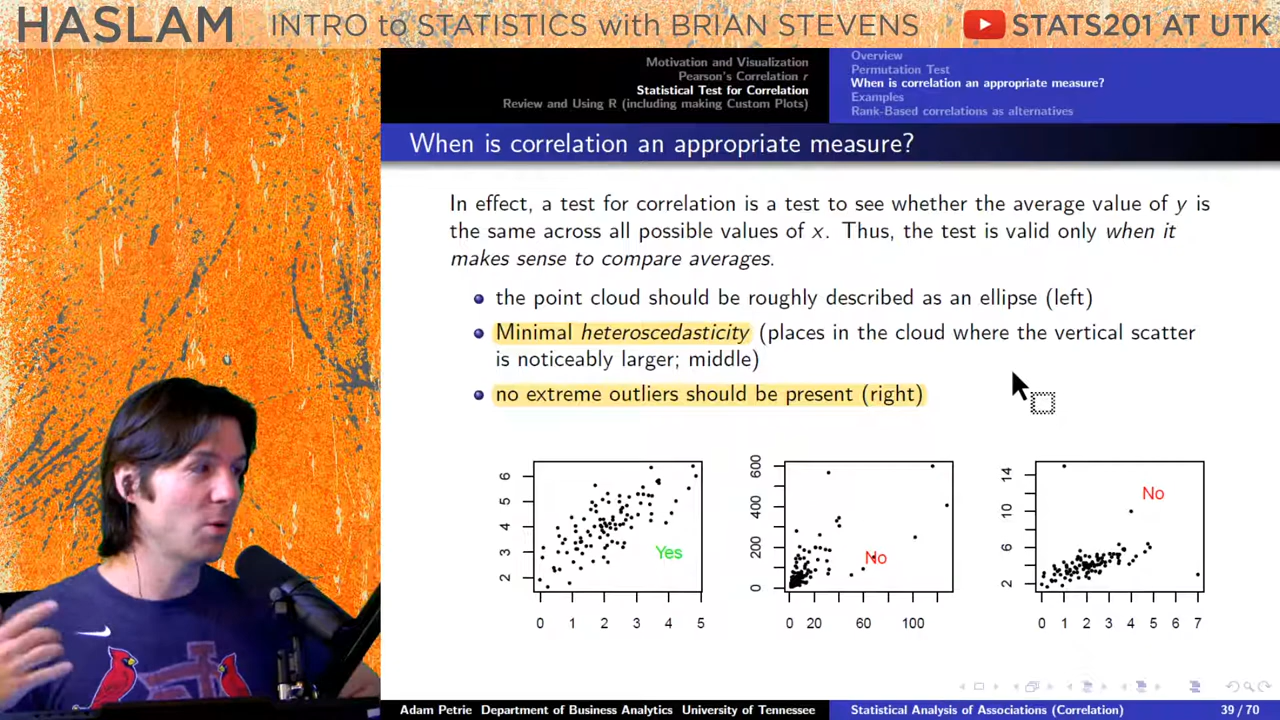 HASLAM INTRO to STATISTICS with BRIAN STEVENS STATS201 AT UTK
Motivation and Visualization
Pearson's Correlation r
Statistical Test for Correlation
Review and Using R (including making Custom Plots)
Overview
Permutation Test
When is correlation an appropriate measure?
Examples
Rank-Based correlations as alternatives
When is correlation an appropriate measure?
In effect, a test for correlation is a test to see whether the average value of y is
the same across all possible values of x. Thus, the test is valid only when it
makes sense to compare averages.
the point cloud should be roughly described as an ellipse (left)
Minimal heteroscedasticity (places in the cloud where the vertical scatter
is noticeably larger; middle)
no extreme outliers should be present (right)
6
5
4
3
2
Yes
0 1 2 3 4 5
600
400
200
0
No
0 20 60 100
14
10
6
2
No
0 1 2 3 4 5 6 7
Adam Petrie Department of Business Analytics University of Tennessee
Statistical Analysis of Associations (Correlation)
39 / 70